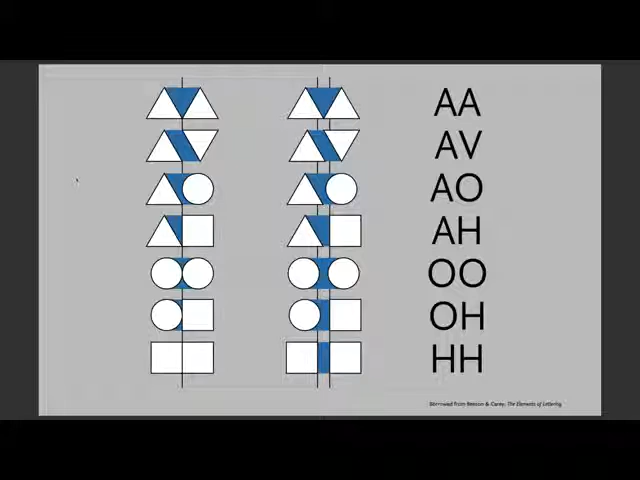 AA
AV
AO
AH
OO
OH
HH
Borrowed from Benson & Carey, The Elements of Lettering